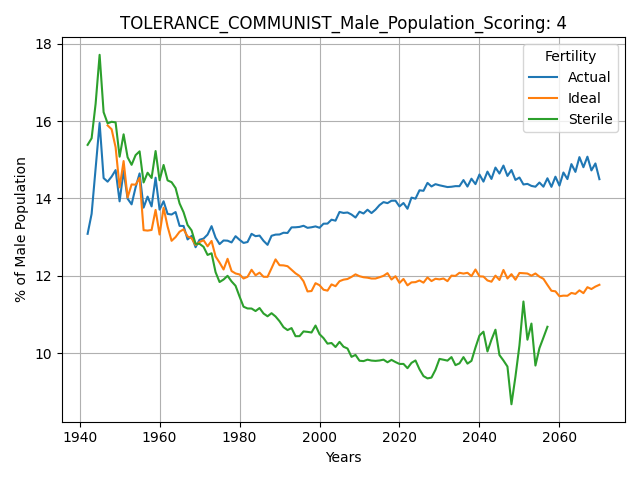 TOLERANCE_COMMUNIST_Male_Population_Scoring: 4
Fertility
Actual
Ideal
Sterile
% of Male Population
18
16
14
12
10
1940 1960 1980 2000 2020 2040 2060
Years